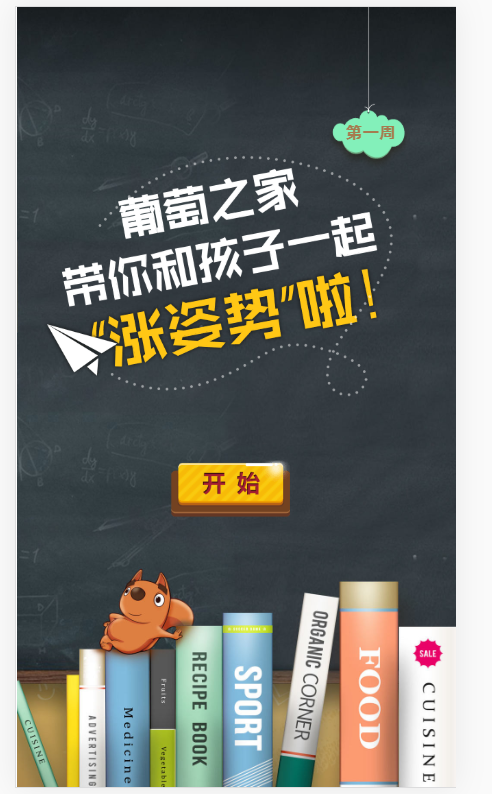 第一周
葡萄之家
带你和孩子一起
“涨姿势”啦！
开始
CUISINE
ADVERTISING
Medicine
Fruits
Vegetable
RECIPE BOOK
SPORT
ORGANIC CORNER
FOOD
SALE
CUISINE